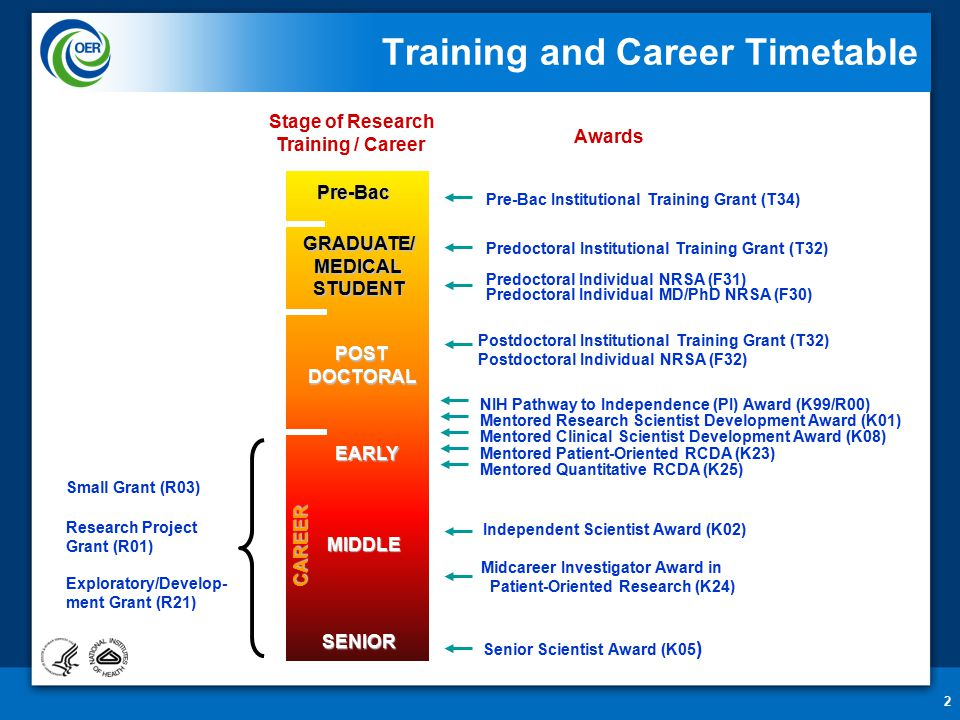 OER
Training and Career Timetable
Stage of Research
Training / Career
Awards
Pre-Bac
GRADUATE/
MEDICAL
STUDENT
POST
DOCTORAL
EARLY
CAREER
MIDDLE
SENIOR
Pre-Bac Institutional Training Grant (T34)
Predoctoral Institutional Training Grant (T32)
Predoctoral Individual NRSA (F31)
Predoctoral Individual MD/PhD NRSA (F30)
Postdoctoral Institutional Training Grant (T32)
Postdoctoral Individual NRSA (F32)
NIH Pathway to Independence (PI) Award (K99/R00)
Mentored Research Scientist Development Award (K01)
Mentored Clinical Scientist Development Award (K08)
Mentored Patient-Oriented RCDA (K23)
Mentored Quantitative RCDA (K25)
Independent Scientist Award (K02)
Midcareer Investigator Award in
Patient-Oriented Research (K24)
Senior Scientist Award (K05)
Small Grant (R03)
Research Project
Grant (R01)
Exploratory/Develop-
ment Grant (R21)
NATIONAL INSTITUTES
OF HEALTH
2